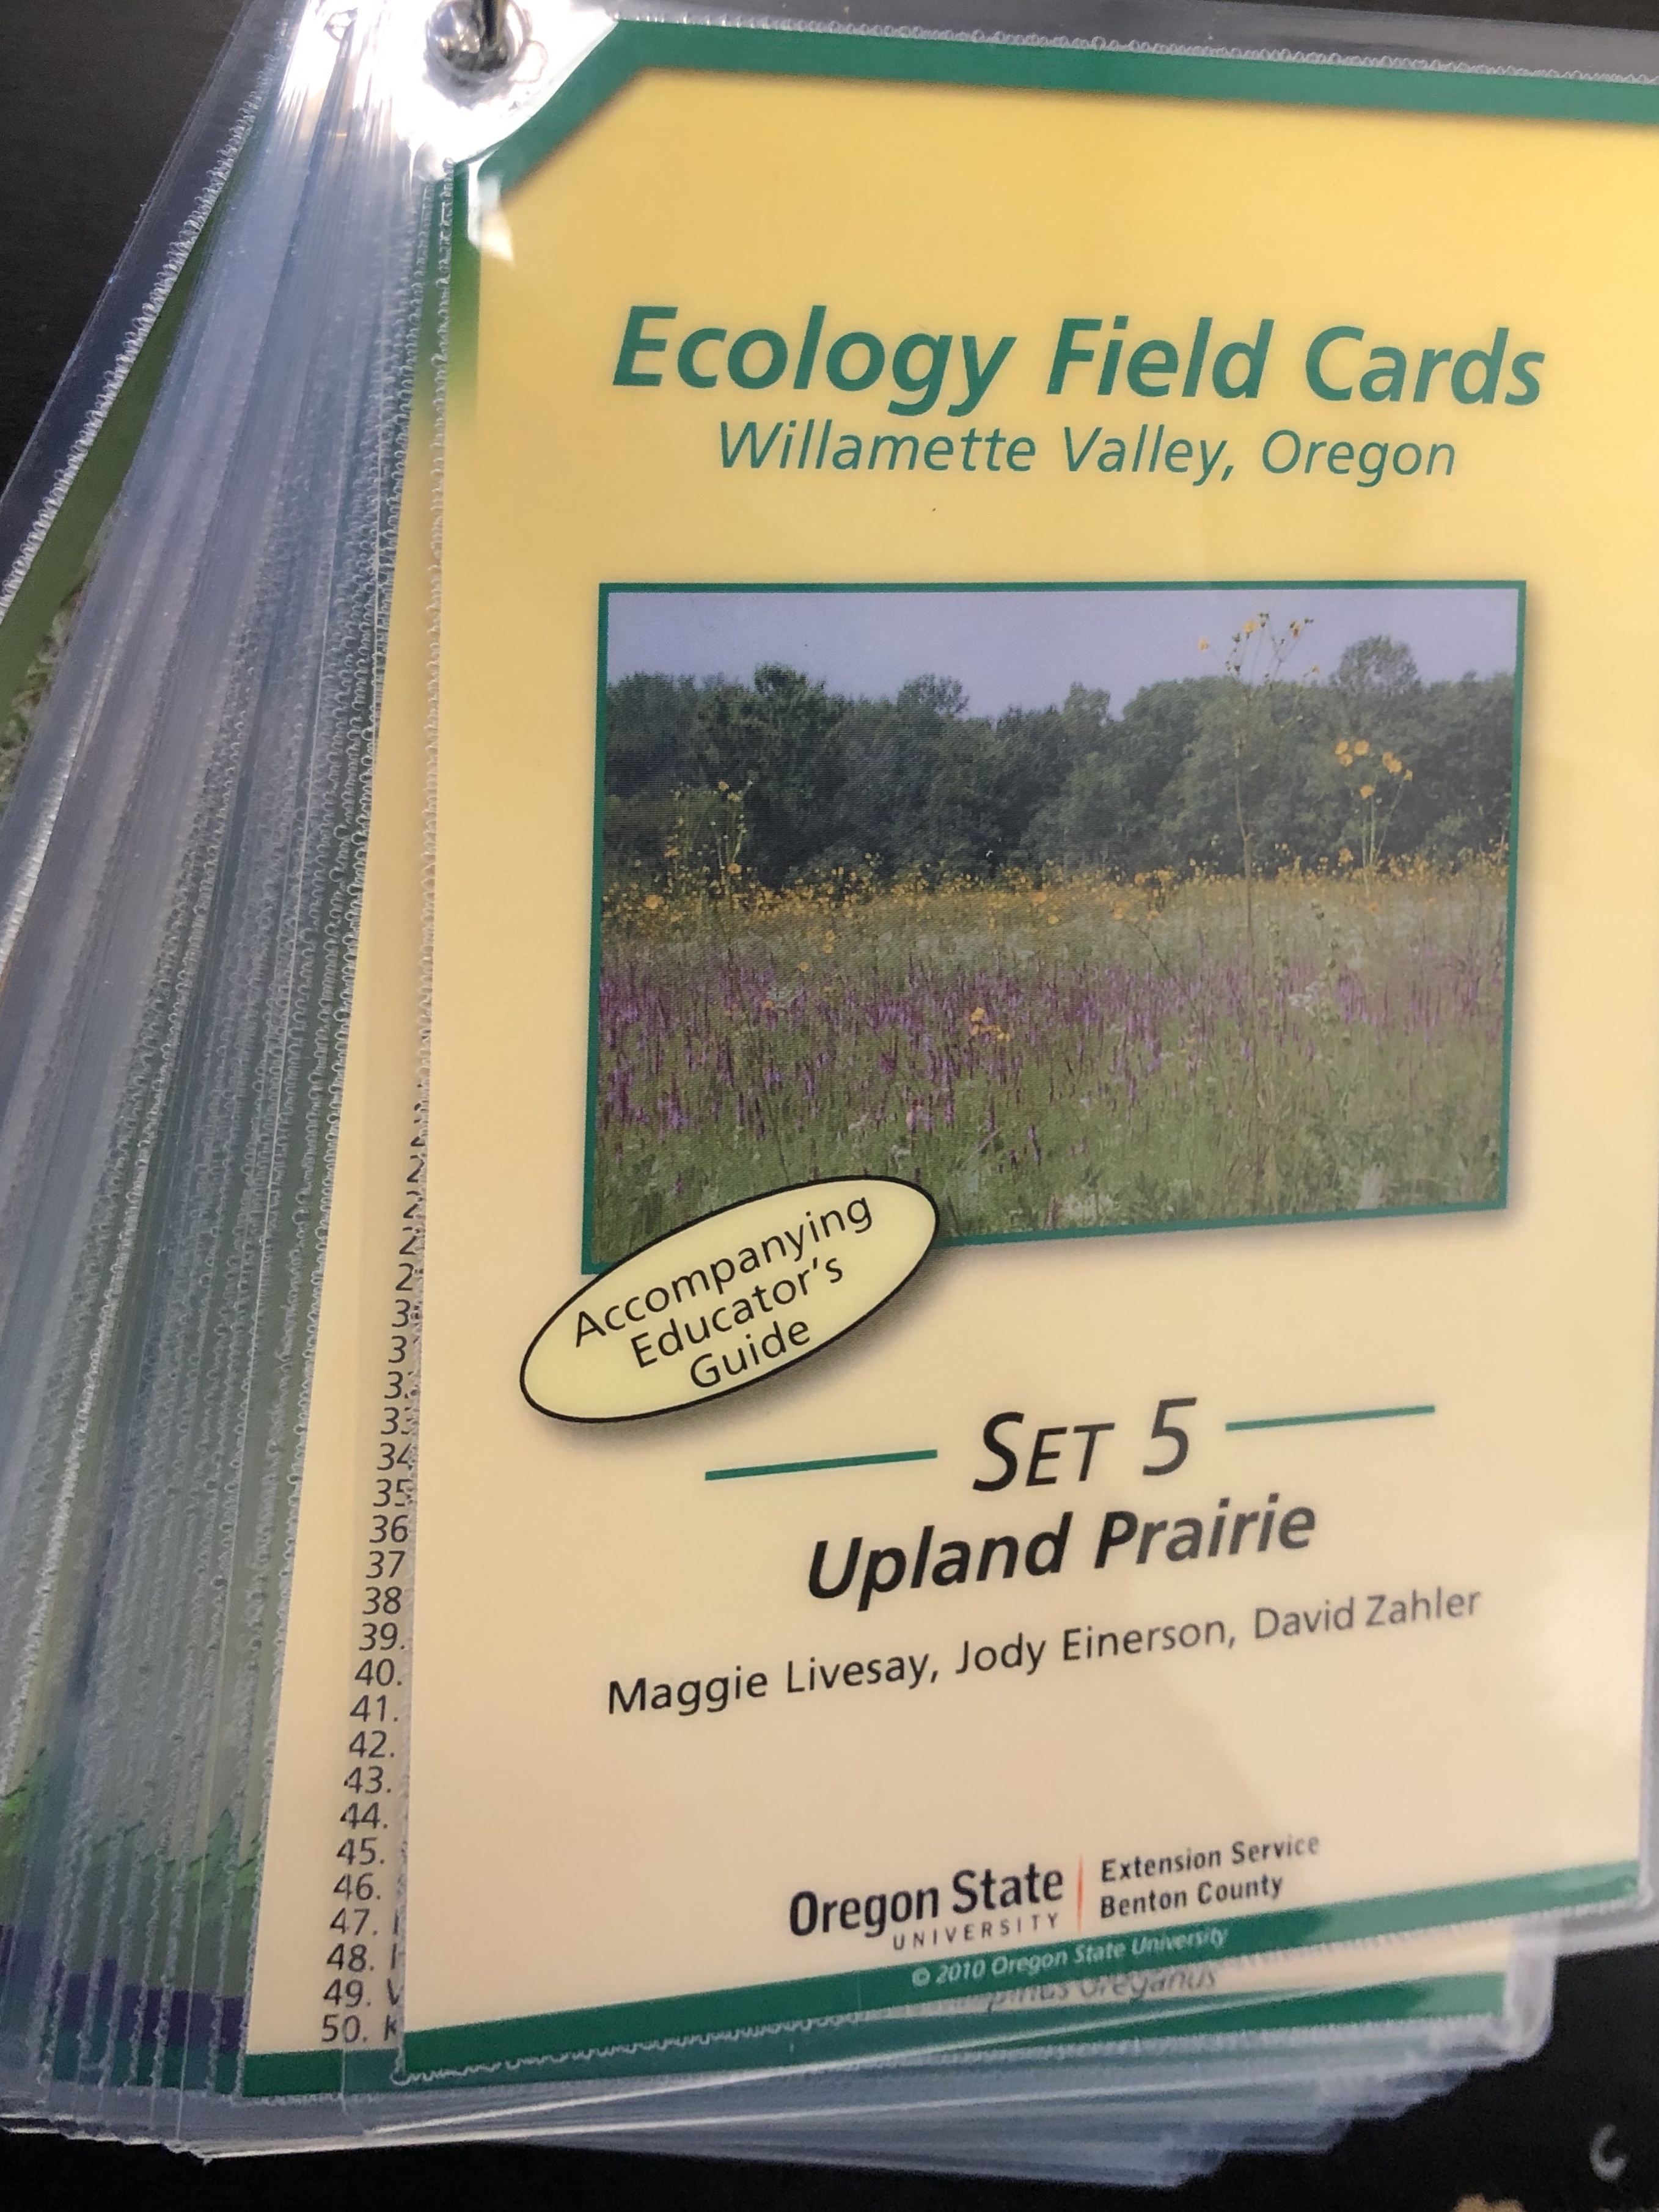 Ecology Field Cards
Willamette Valley, Oregon
Accompanying
Educator's
Guide
SET 5
Upland Prairie
Maggie Livesay, Jody Einerson, David Zahler
Oregon State
UNIVERSITY
Extension Service
Benton County
© 2010 Oregon State University
34
35
36
37
38
39.
40.
41.
42.
43.
44.
45.
46.
47.
48.
49.
50.